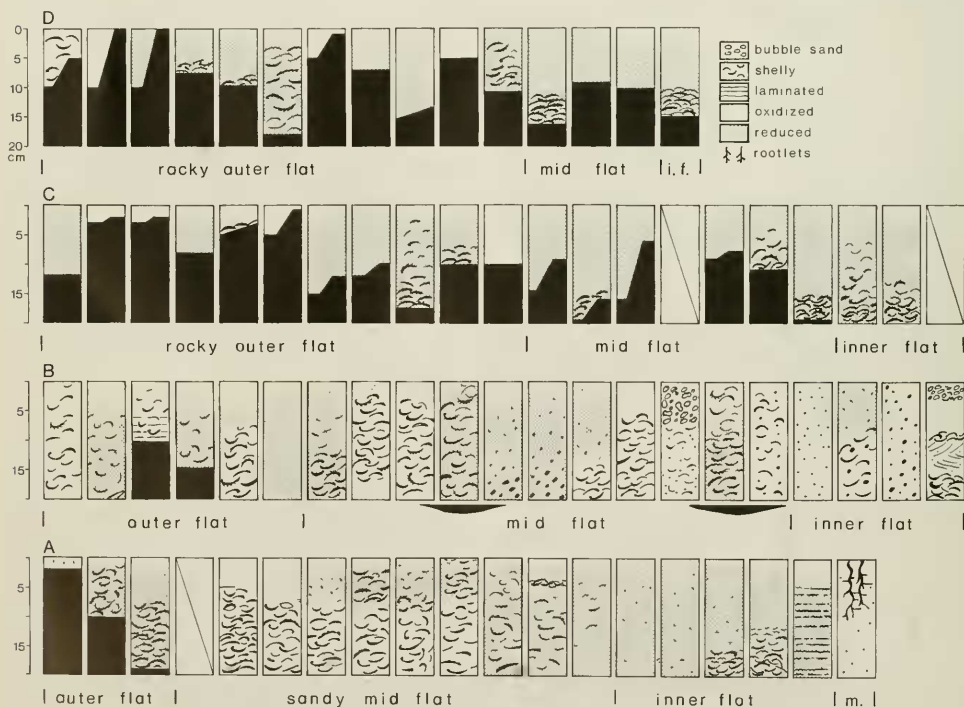 D
0
5
10
15
20
cm
rocky outer flat
mid flat
i.f.
bubble sand
shelly
laminated
oxidized
reduced
rootlets
C
5
15
rocky outer flat
mid flat
inner flat
B
5
15
outer flat
mid flat
inner flat
A
5
15
outer flat
sandy mid flat
inner flat
m.